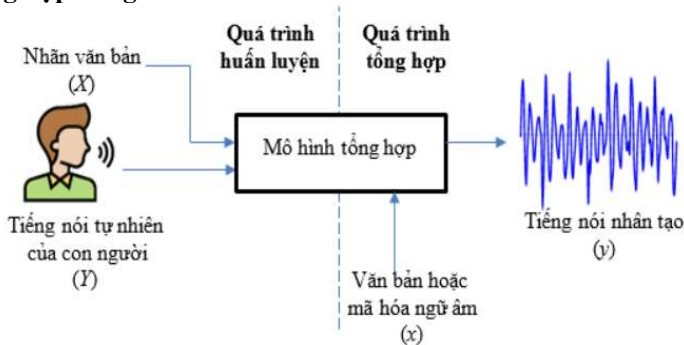 Quá trình
huấn luyện
Quá trình
tổng hợp
Nhãn văn bản
(X)
Mô hình tổng hợp
Tiếng nói tự nhiên
của con người
(Y)
Tiếng nói nhân tạo
(y)
Văn bản hoặc
mã hóa ngữ âm
(x)